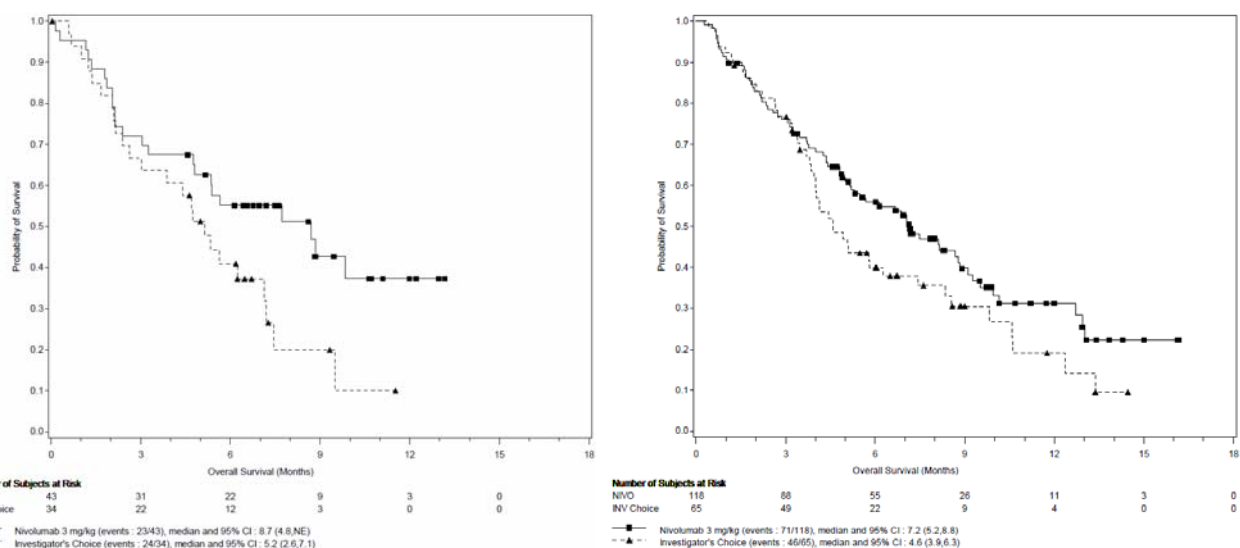 1.0
0.9
0.8
0.7
0.6
0.5
0.4
0.3
0.2
0.1
0.0
Probability of Survival
0 3 6 9 12 15 18
Overall Survival (Months)
r of Subjects at Risk
43 31 22 9 3 0
oice 34 22 12 3 0 0
Nivolumab 3 mg/kg (events : 23/43), median and 95% CI : 8.7 (4.8,NE)
Investigator's Choice (events : 24/34), median and 95% CI : 5.2 (2.6,7.1)
1.0
0.9
0.8
0.7
0.6
0.5
0.4
0.3
0.2
0.1
0.0
Probability of Survival
0 3 6 9 12 15 18
Overall Survival (Months)
Number of Subjects at Risk
NIVO 118 88 55 26 11 3 0
INV Choice 65 49 22 9 4 0 0
Nivolumab 3 mg/kg (events : 71/118), median and 95% CI : 7.2 (5.2,8.8)
Investigator's Choice (events : 46/65), median and 95% CI : 4.6 (3.9,6.3)